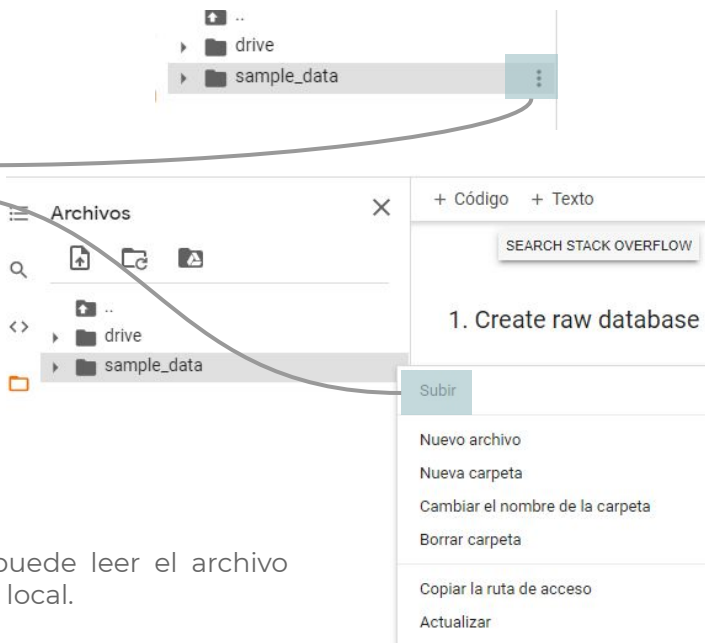 ..
drive
sample_data
Archivos
+ Código + Texto
SEARCH STACK OVERFLOW
..
drive
sample_data
1. Create raw database
Subir
Nuevo archivo
Nueva carpeta
Cambiar el nombre de la carpeta
Borrar carpeta
Copiar la ruta de acceso
Actualizar
puede leer el archivo
local.